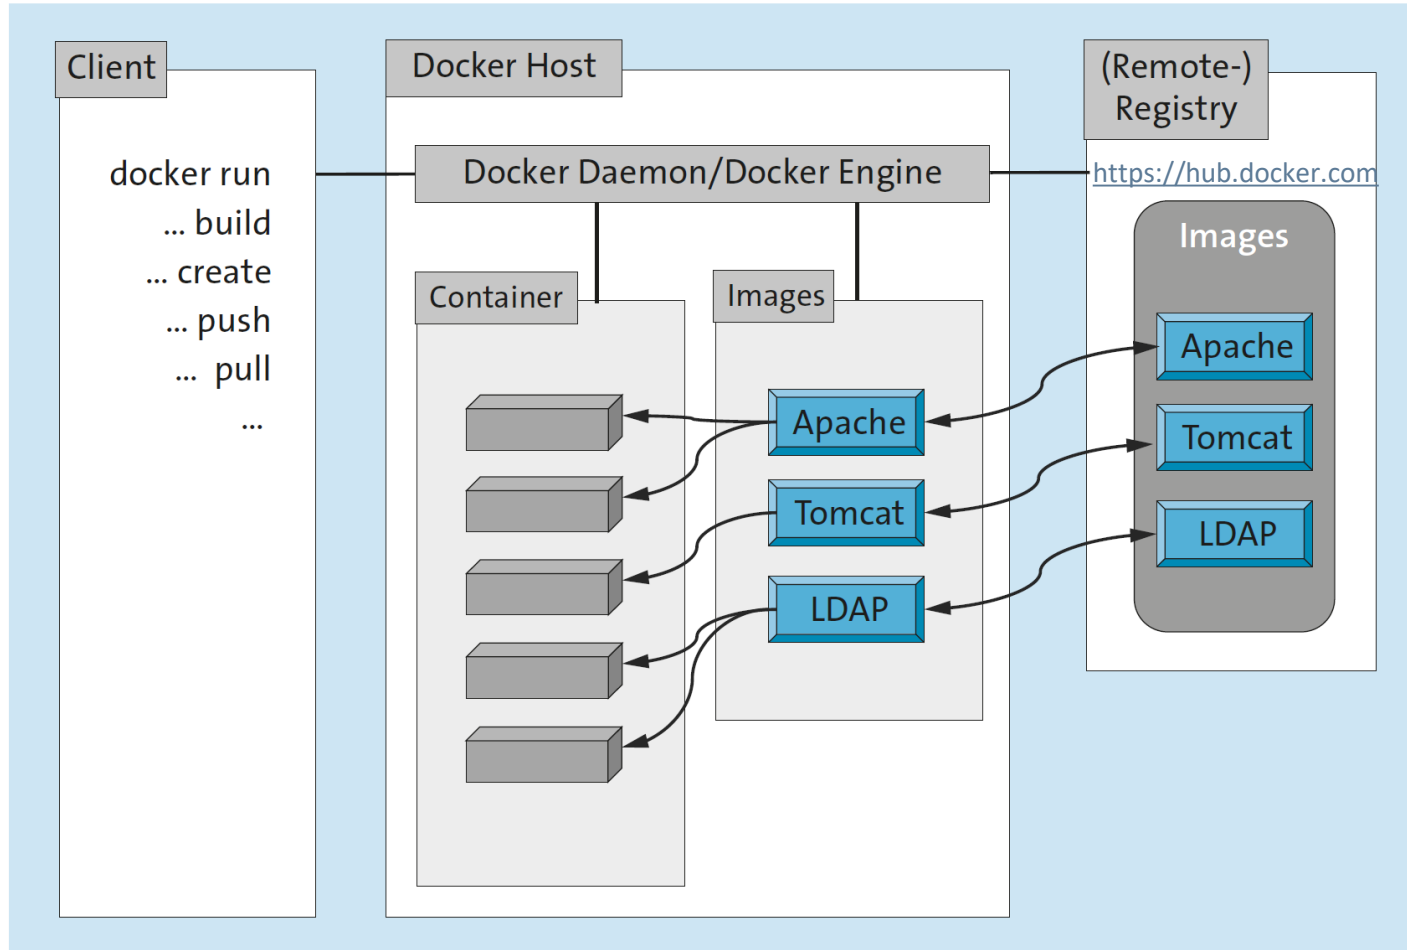 Client
docker run
... build
... create
... push
... pull
...
Docker Host
Docker Daemon/Docker Engine
Container
Images
Apache
Tomcat
LDAP
(Remote-)
Registry
https://hub.docker.com
Images
Apache
Tomcat
LDAP